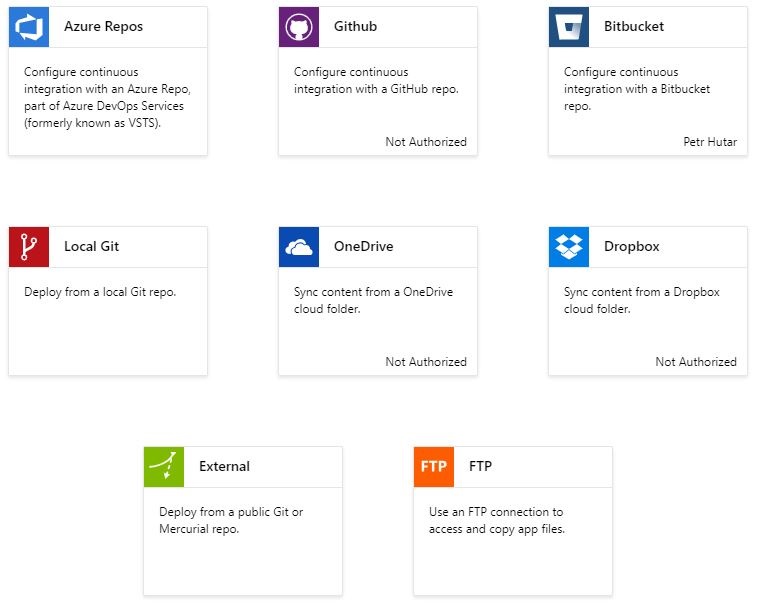 Azure Repos
Configure continuous
integration with an Azure Repo,
part of Azure DevOps Services
(formerly known as VSTS).
Github
Configure continuous
integration with a GitHub repo.
Not Authorized
Bitbucket
Configure continuous
integration with a Bitbucket
repo.
Petr Hutar
Local Git
Deploy from a local Git repo.
OneDrive
Sync content from a OneDrive
cloud folder.
Not Authorized
Dropbox
Sync content from a Dropbox
cloud folder.
Not Authorized
External
Deploy from a public Git or
Mercurial repo.
FTP
FTP
Use an FTP connection to
access and copy app files.